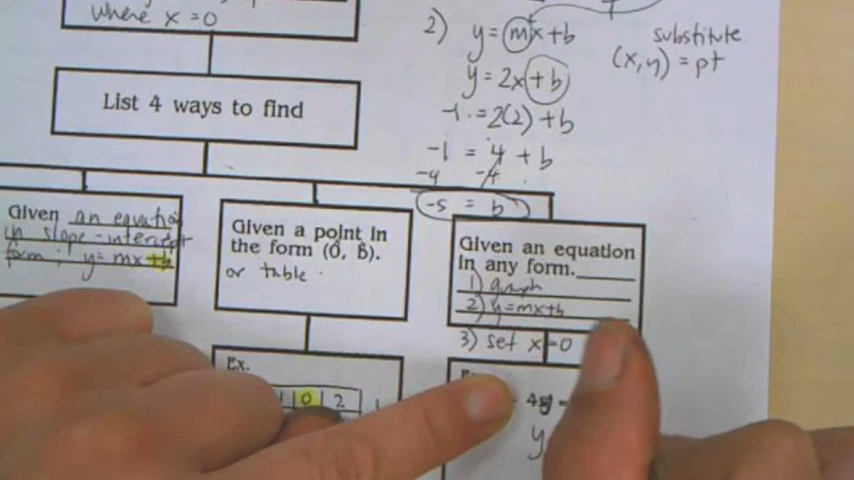 where x = 0
List 4 ways to find
2) y = mx + b
y = 2x + b
-1 = 2(2) + b
-1 = 4 + b
-4 -4
-5 = b
substitute
(x, y) = pt
Given an equation
in slope-intercept
form: y = mx + b
Given a point in
the form (0, B).
or table
Given an equation
in any form.
1) graph
2) y = mx + b
3) set x = 0
Ex.
0 2
4y =
y